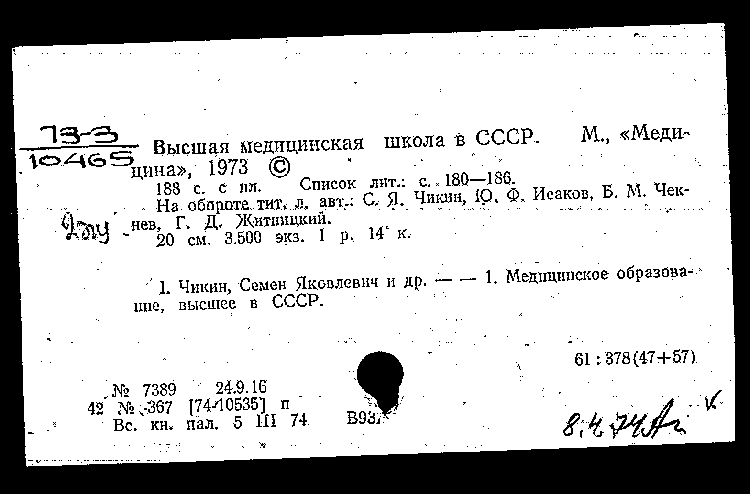 73-3
10465
Высшая медицинская школа в СССР. М., «Меди-
цина», 1973 ©
188 с. с ил. Список лит.: с. 180—186.
На обороте тит. л. авт.: С. Я. Чикин, Ю. Ф. Исаков, Б. М. Чек-
нев, Г. Д. Житницкий.
20 см. 3.500 экз. 1 р. 14 к.
1. Чикин, Семен Яковлевич и др. — — 1. Медицинское образова-
ние, высшее в СССР.
61 : 378(47+57)
№ 7389 24.9.16
42 № 367 [74-10535] п
Вс. кн. пал. 5 III 74 В93
8.4.74